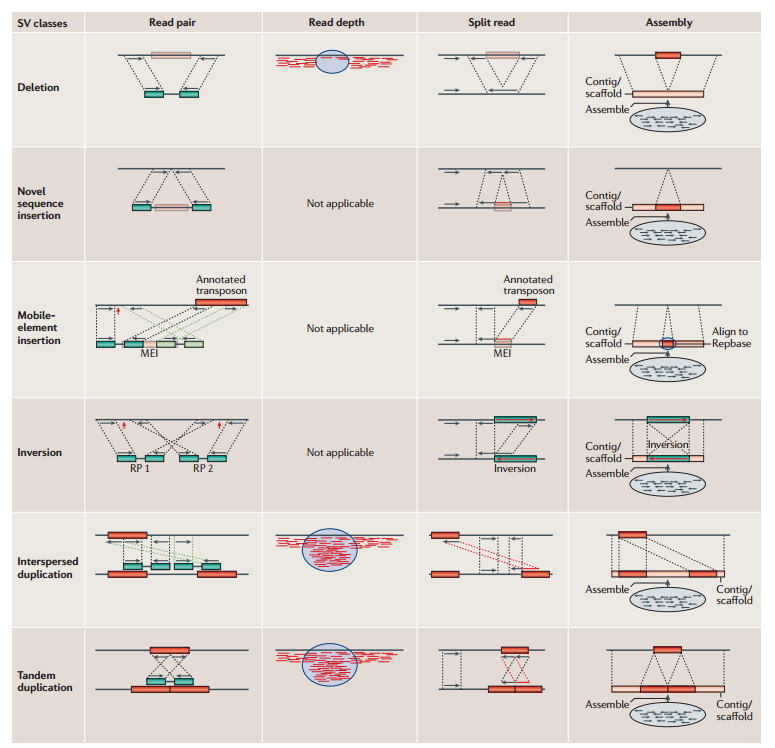 SV classes
Read pair
Read depth
Split read
Assembly
Deletion
Contig/
scaffold
Assemble
Novel
sequence
insertion
Not applicable
Contig/
scaffold
Assemble
Mobile-
element
insertion
Annotated
transposon
MEI
Not applicable
Annotated
transposon
MEI
Contig/
scaffold
Assemble
Align to
Repbase
Inversion
RP 1
RP 2
Not applicable
Inversion
Contig/
scaffold
Inversion
Assemble
Interspersed
duplication
Assemble
Contig/
scaffold
Tandem
duplication
Assemble
Contig/
scaffold